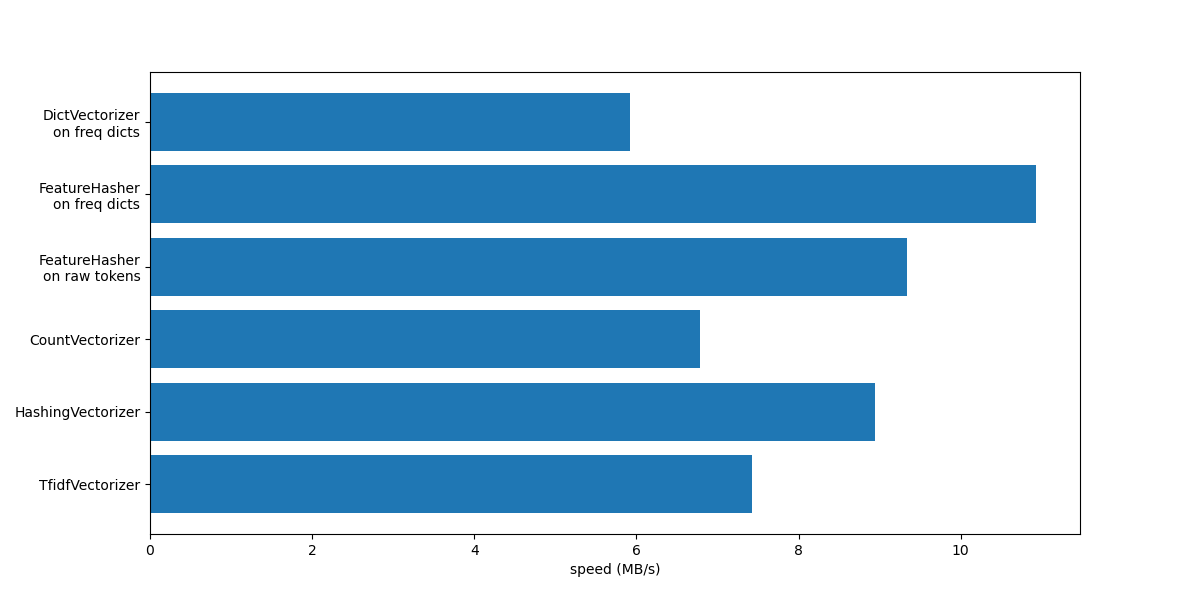 DictVectorizer
on freq dicts
FeatureHasher
on freq dicts
FeatureHasher
on raw tokens
CountVectorizer
HashingVectorizer
TfidfVectorizer
0 2 4 6 8 10
speed (MB/s)